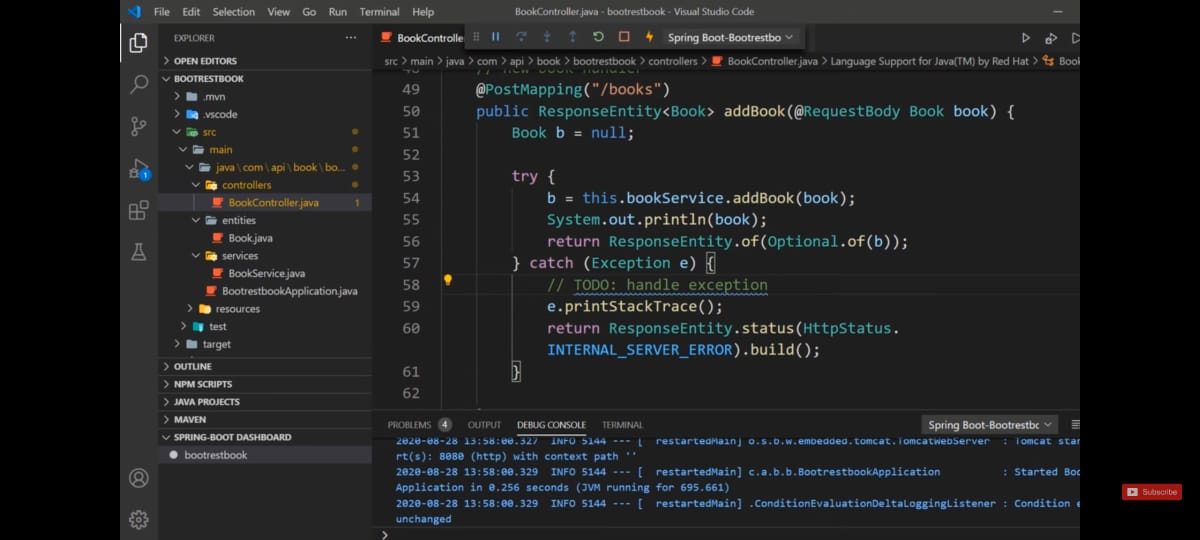 File Edit Selection View Go Run Terminal Help
BookController.java - bootrestbook - Visual Studio Code
EXPLORER
OPEN EDITORS
BOOTRESTBOOK
.mvn
.vscode
src
main
java\com\api\book\bo...
controllers
BookController.java 1
entities
Book.java
services
BookService.java
BootrestbookApplication.java
resources
test
target
OUTLINE
NPM SCRIPTS
JAVA PROJECTS
MAVEN
SPRING-BOOT DASHBOARD
bootrestbook
1
BookControlle
Spring Boot-Bootrestbo
src > main > java > com > api > book > bootrestbook > controllers > BookController.java > Language Support for Java(TM) by Red Hat > Book
48 // new book handler
49 @PostMapping("/books")
50 public ResponseEntity<Book> addBook(@RequestBody Book book) {
51 Book b = null;
52
53 try {
54 b = this.bookService.addBook(book);
55 System.out.println(book);
56 return ResponseEntity.of(Optional.of(b));
57 } catch (Exception e) {
58 // TODO: handle exception
59 e.printStackTrace();
60 return ResponseEntity.status(HttpStatus.
INTERNAL_SERVER_ERROR).build();
61 }
62
PROBLEMS 4 OUTPUT DEBUG CONSOLE TERMINAL
Spring Boot-Bootrestbc
2020-08-28 13:58:00.327 INFO 5144 --- [ restartedMain] o.s.b.w.embedded.tomcat.TomcatWebServer : Tomcat star
rt(s): 8080 (http) with context path ''
2020-08-28 13:58:00.329 INFO 5144 --- [ restartedMain] c.a.b.b.BootrestbookApplication : Started Boo
Application in 0.256 seconds (JVM running for 695.661)
2020-08-28 13:58:00.329 INFO 5144 --- [ restartedMain] .ConditionEvaluationDeltaLoggingListener : Condition e
unchanged
>
Subscribe